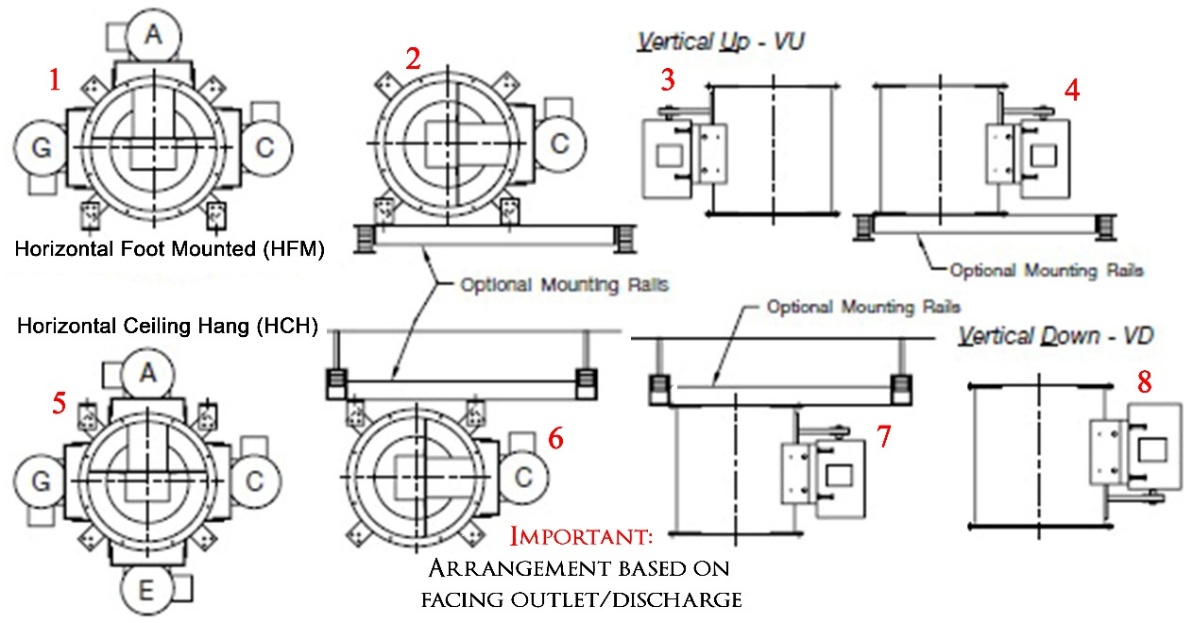 A
1
G
C
Horizontal Foot Mounted (HFM)
2
C
Optional Mounting Rails
Vertical Up - VU
3
4
Optional Mounting Rails
Horizontal Ceiling Hang (HCH)
A
5
G
C
E
6
C
Optional Mounting Rails
7
Vertical Down - VD
8
IMPORTANT:
ARRANGEMENT BASED ON
FACING OUTLET/DISCHARGE